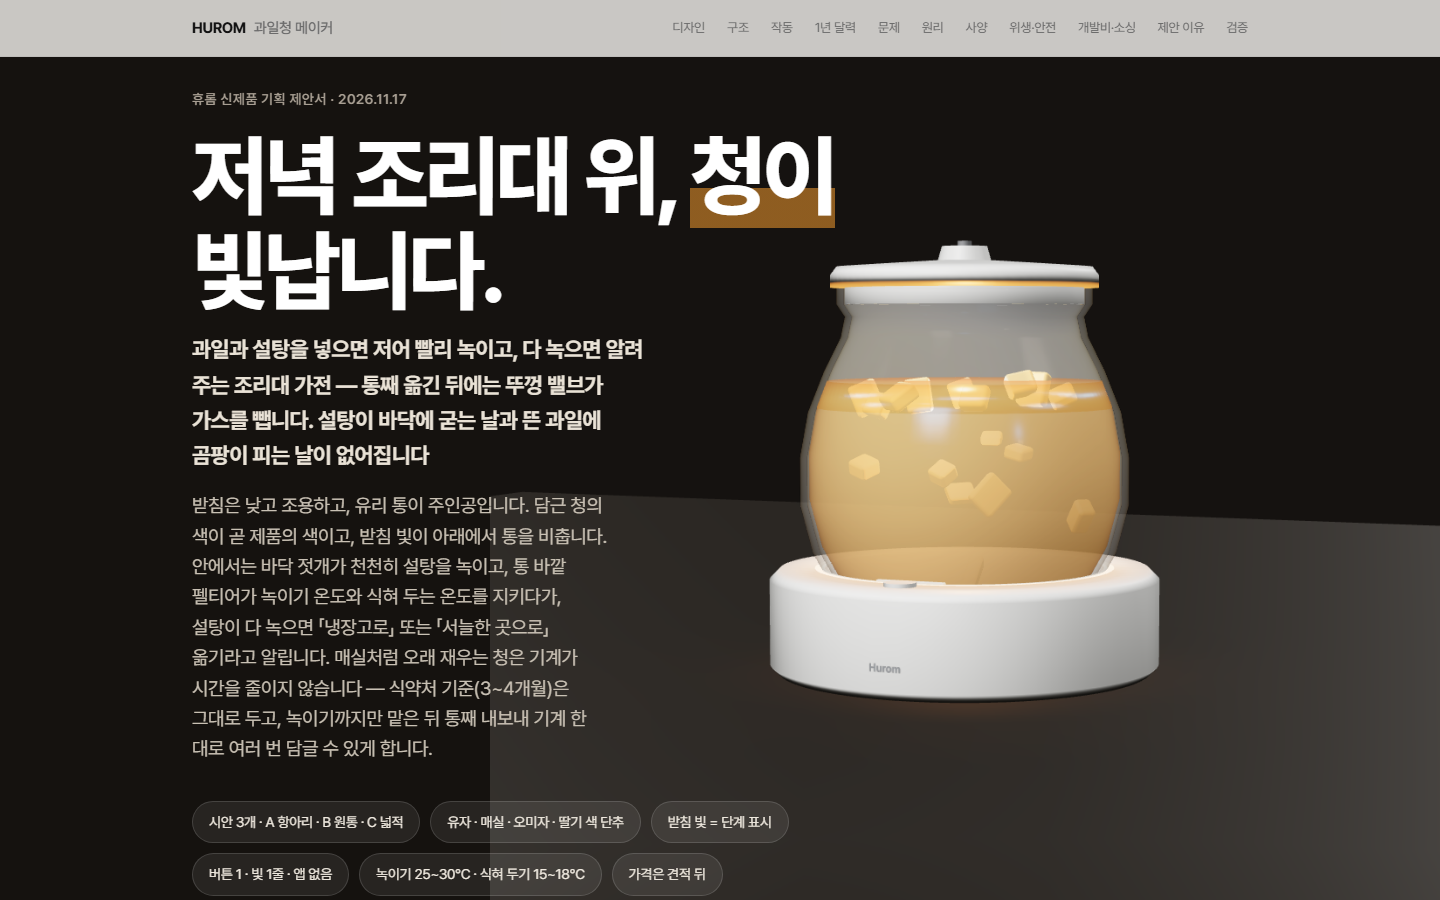 HUROM 과일청 메이커
디자인 구조 작동 1년 달력 문제 원리 사양 위생·안전 개발비·소싱 제안 이유 검증
휴롬 신제품 기획 제안서 · 2026.11.17
저녁 조리대 위, 청이
빛납니다.
과일과 설탕을 넣으면 저어 빨리 녹이고, 다 녹으면 알려
주는 조리대 가전 — 통째 옮긴 뒤에는 뚜껑 밸브가
가스를 뺍니다. 설탕이 바닥에 굳는 날과 뜬 과일에
곰팡이 피는 날이 없어집니다
받침은 낮고 조용하고, 유리 통이 주인공입니다. 담근 청의
색이 곧 제품의 색이고, 받침 빛이 아래에서 통을 비춥니다.
안에서는 바닥 젓개가 천천히 설탕을 녹이고, 통 바깥
펠티어가 녹이기 온도와 식혀 두는 온도를 지키다가,
설탕이 다 녹으면 「냉장고로」 또는 「서늘한 곳으로」
옮기라고 알립니다. 매실처럼 오래 재우는 청은 기계가
시간을 줄이지 않습니다 — 식약처 기준(3~4개월)은
그대로 두고, 녹이기까지만 맡은 뒤 통째 내보내 기계 한
대로 여러 번 담글 수 있게 합니다.
시안 3개 · A 항아리 · B 원통 · C 넓적
유자 · 매실 · 오미자 · 딸기 색 단추
받침 빛 = 단계 표시
버튼 1 · 빛 1줄 · 앱 없음
녹이기 25~30°C · 식혀 두기 15~18°C
가격은 견적 뒤
Hurom